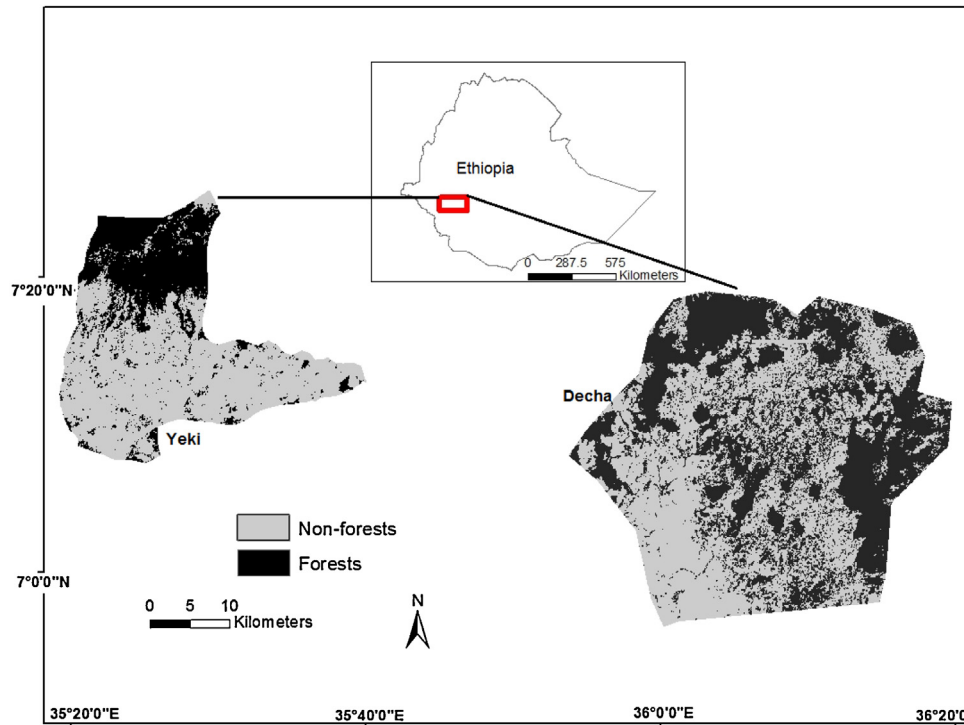 Ethiopia
0 287.5 575
Kilometers
7°20'0"N
Decha
Yeki
Non-forests
Forests
7°0'0"N
0 5 10
Kilometers
N
35°20'0"E 35°40'0"E 36°0'0"E 36°20'0"E